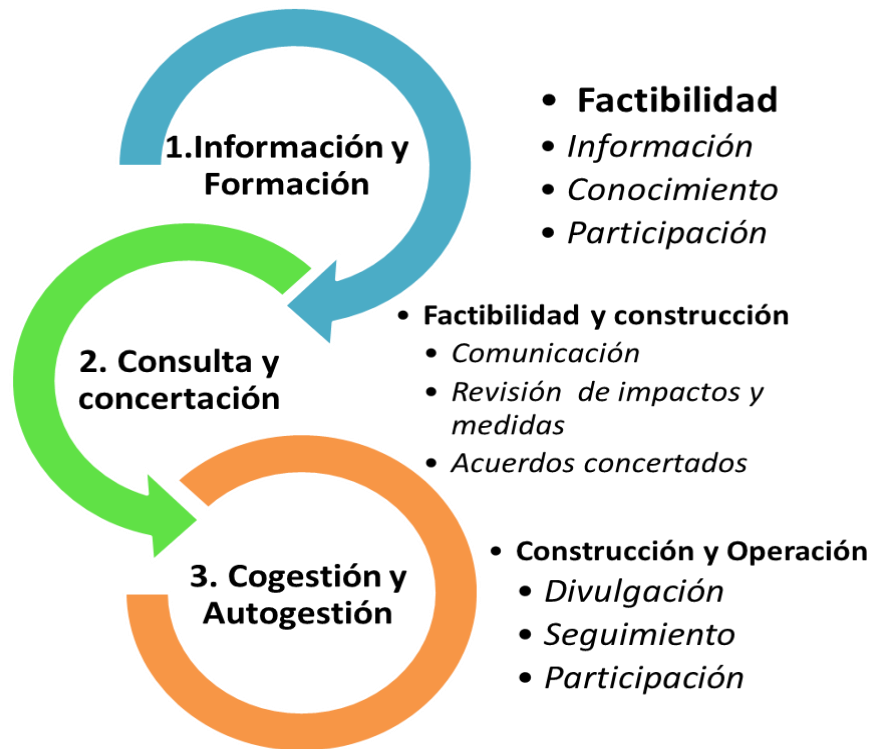 1.Información y
Formación
• Factibilidad
• Información
• Conocimiento
• Participación
2. Consulta y
concertación
• Factibilidad y construcción
• Comunicación
• Revisión de impactos y
medidas
• Acuerdos concertados
3. Cogestión y
Autogestión
• Construcción y Operación
• Divulgación
• Seguimiento
• Participación